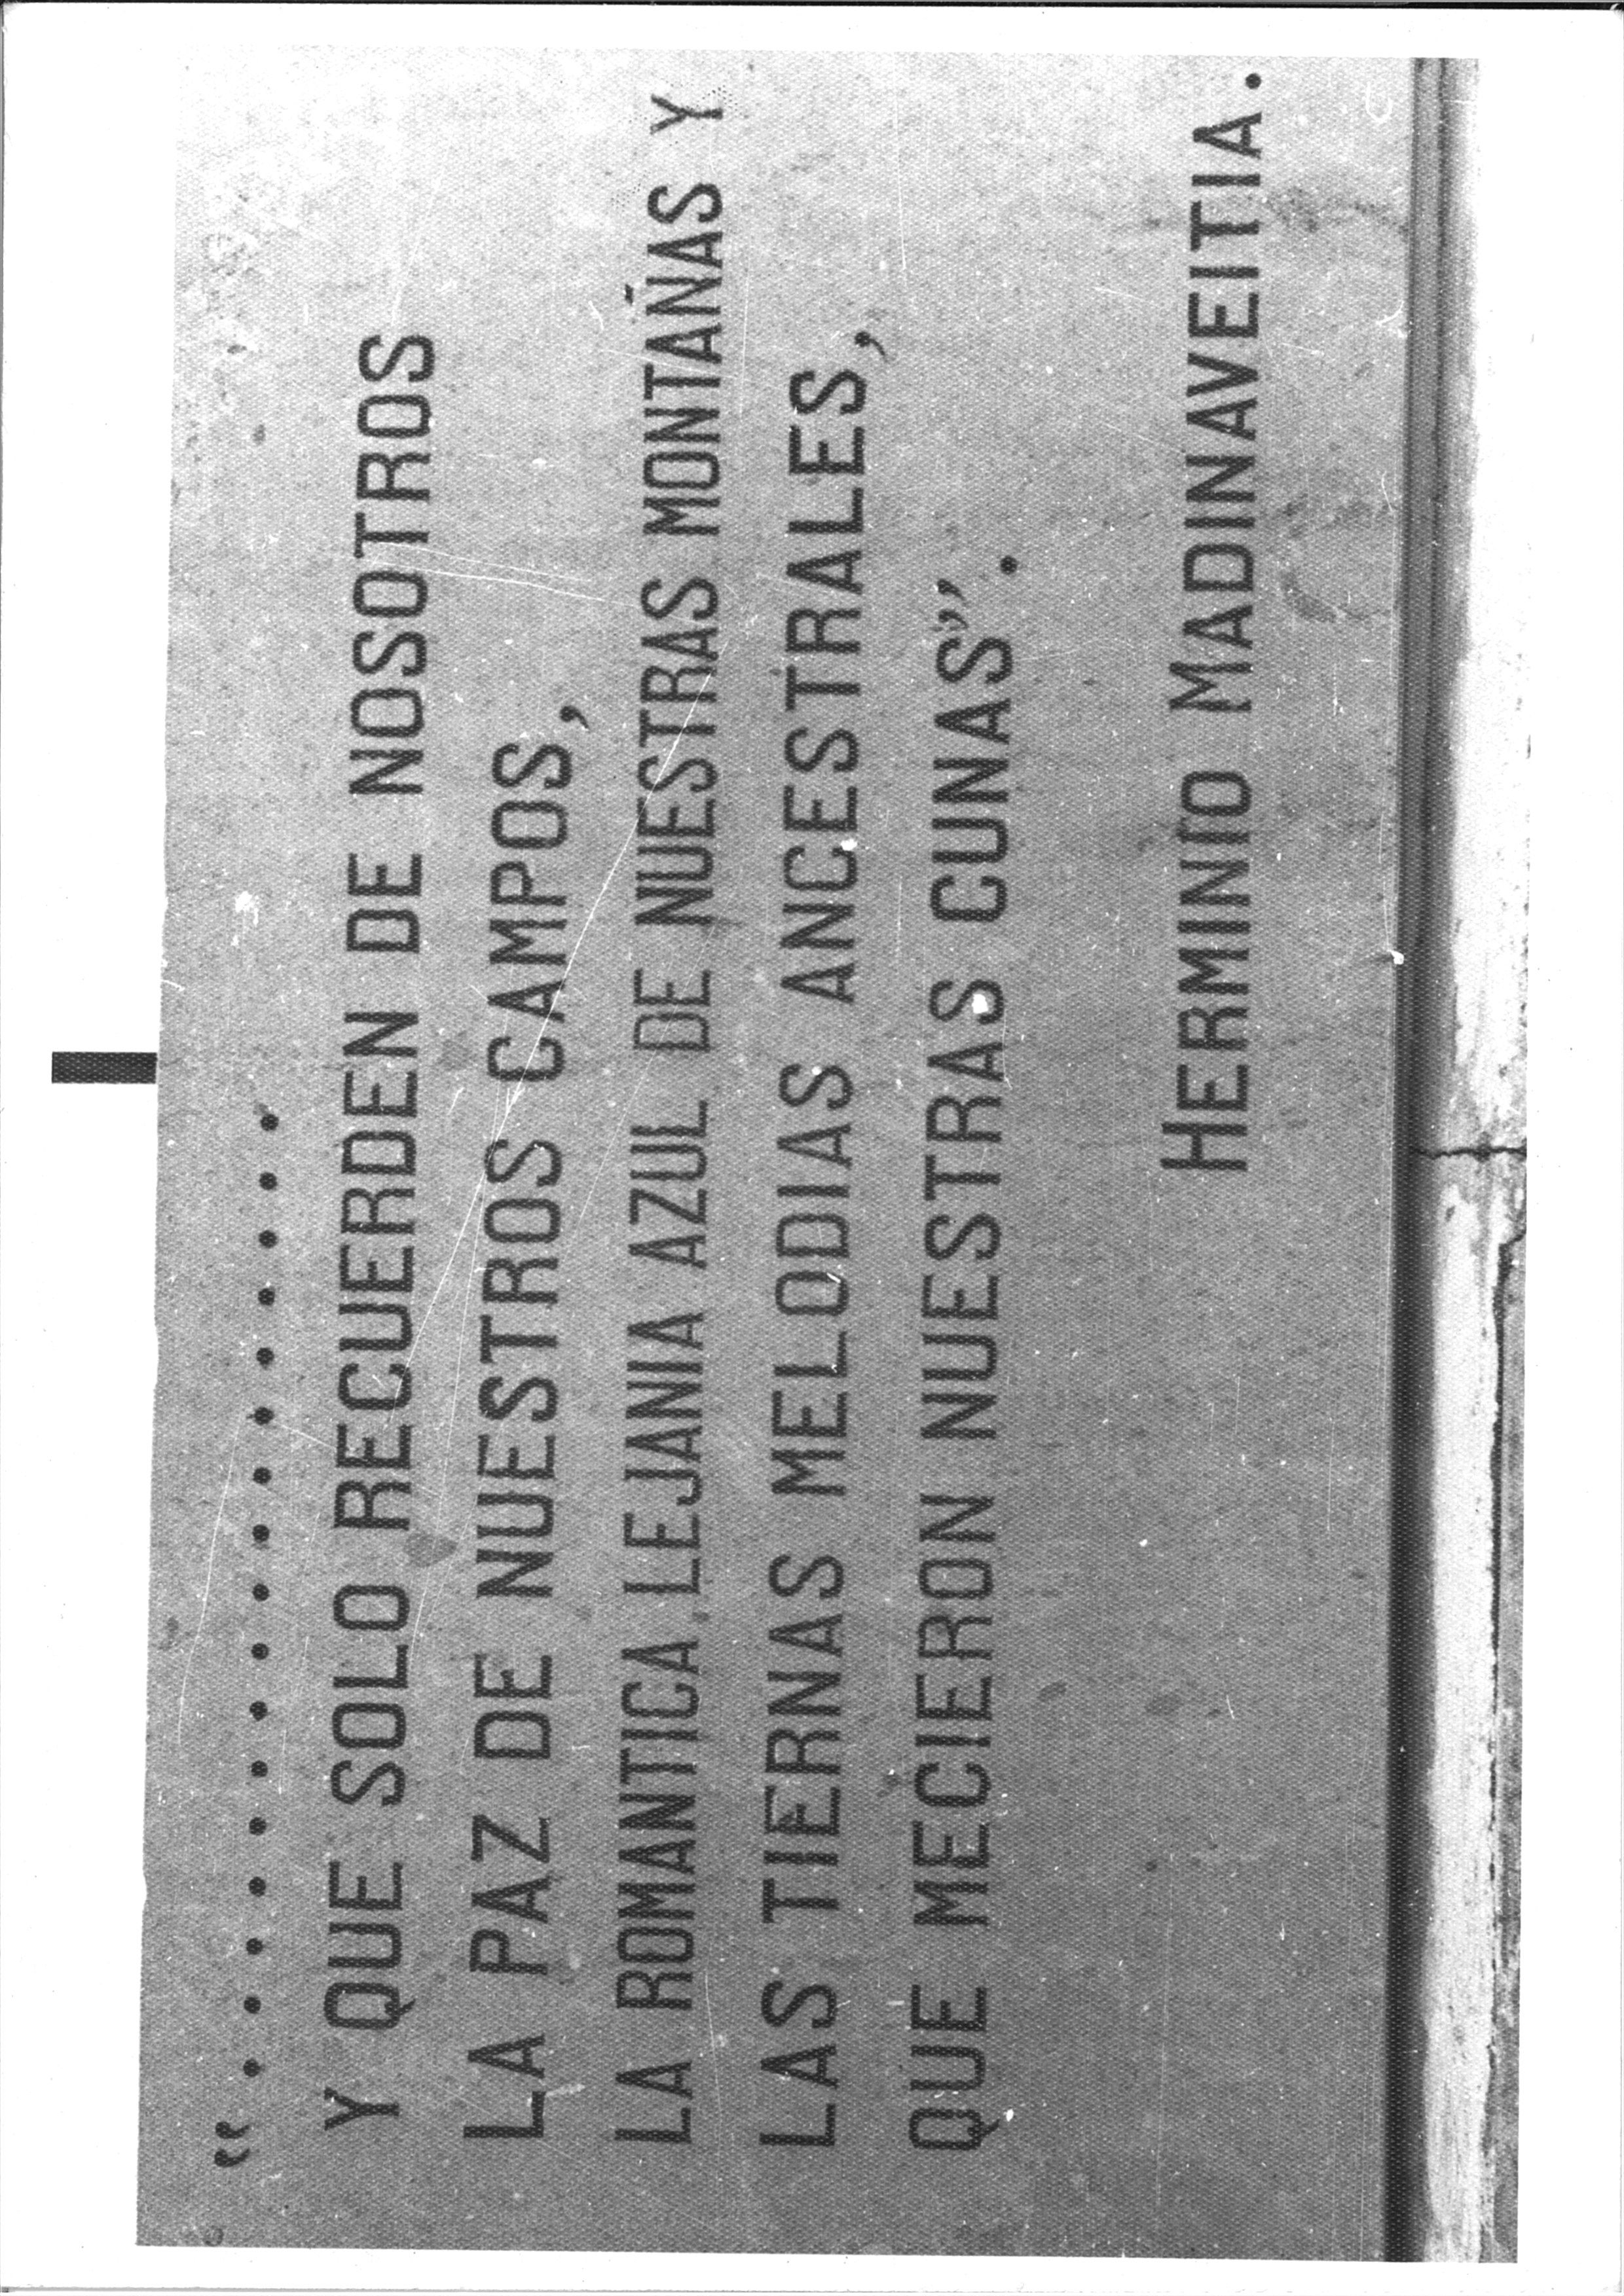 “ . . . . . . . . . . . . . . . . .
Y QUE SOLO RECUERDEN DE NOSOTROS
LA PAZ DE NUESTROS CAMPOS,
LA ROMANTICA LEJANIA AZUL DE NUESTRAS MONTAÑAS Y
LAS TIERNAS MELODIAS ANCESTRALES,
QUE MECIERON NUESTRAS CUNAS”.
HERMINIO MADINAVEITIA.